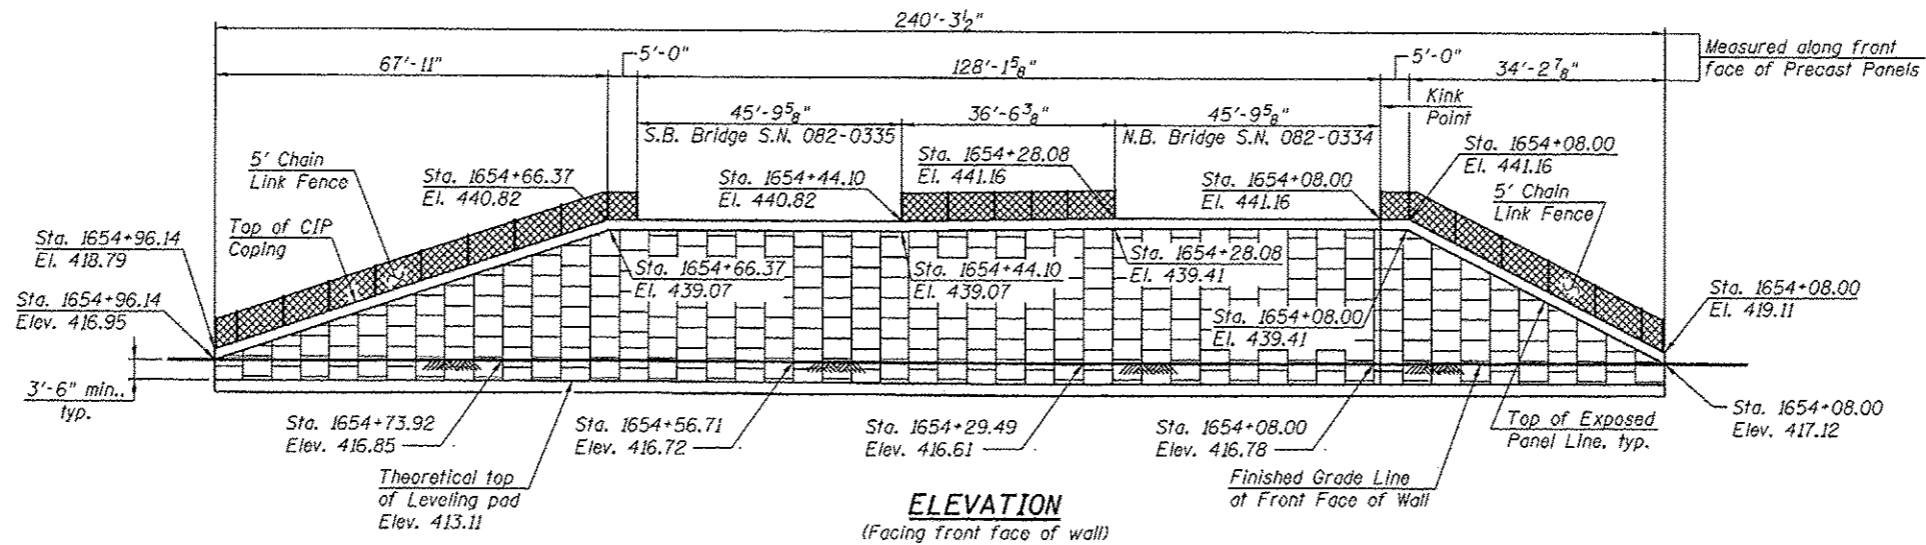 240'-3½"
Measured along front
face of Precast Panels
67'-11"
5'-0"
128'-1⅝"
5'-0"
34'-2⅞"
45'-9⅝"
S.B. Bridge S.N. 082-0335
36'-6⅜"
45'-9⅝"
N.B. Bridge S.N. 082-0334
Kink
Point
5' Chain
Link Fence
Sta. 1654+66.37
El. 440.82
Sta. 1654+44.10
El. 440.82
Sta. 1654+28.08
El. 441.16
Sta. 1654+08.00
El. 441.16
Sta. 1654+08.00
El. 441.16
5' Chain
Link Fence
Top of CIP
Coping
Sta. 1654+96.14
El. 418.79
Sta. 1654+96.14
Elev. 416.95
Sta. 1654+66.37
El. 439.07
Sta. 1654+44.10
El. 439.07
Sta. 1654+28.08
El. 439.41
Sta. 1654+08.00
El. 439.41
Sta. 1654+08.00
El. 419.11
3'-6" min.,
typ.
Sta. 1654+73.92
Elev. 416.85
Sta. 1654+56.71
Elev. 416.72
Sta. 1654+29.49
Elev. 416.61
Sta. 1654+08.00
Elev. 416.78
Top of Exposed
Panel Line, typ.
Sta. 1654+08.00
Elev. 417.12
Theoretical top
of Leveling pad
Elev. 413.11
Finished Grade Line
at Front Face of Wall
ELEVATION
(Facing front face of wall)